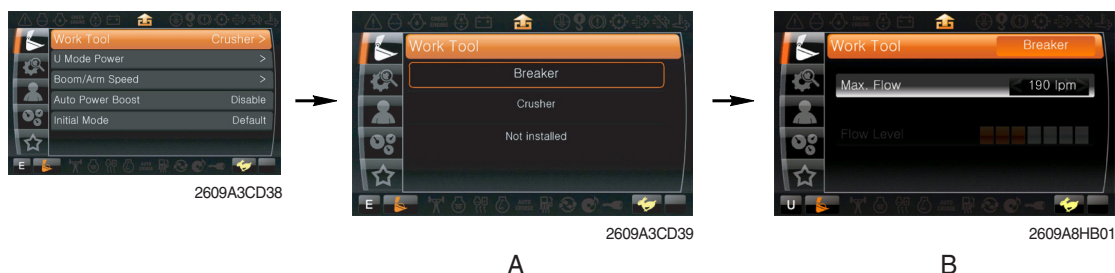 Work Tool Crusher >
U Mode Power >
Boom/Arm Speed >
Auto Power Boost Disable
Initial Mode Default
E
2609A3CD38
Work Tool
Breaker
Crusher
Not installed
E
2609A3CD39
A
Work Tool Breaker
Max. Flow < 190 lpm >
Flow Level
U
2609A8HB01
B